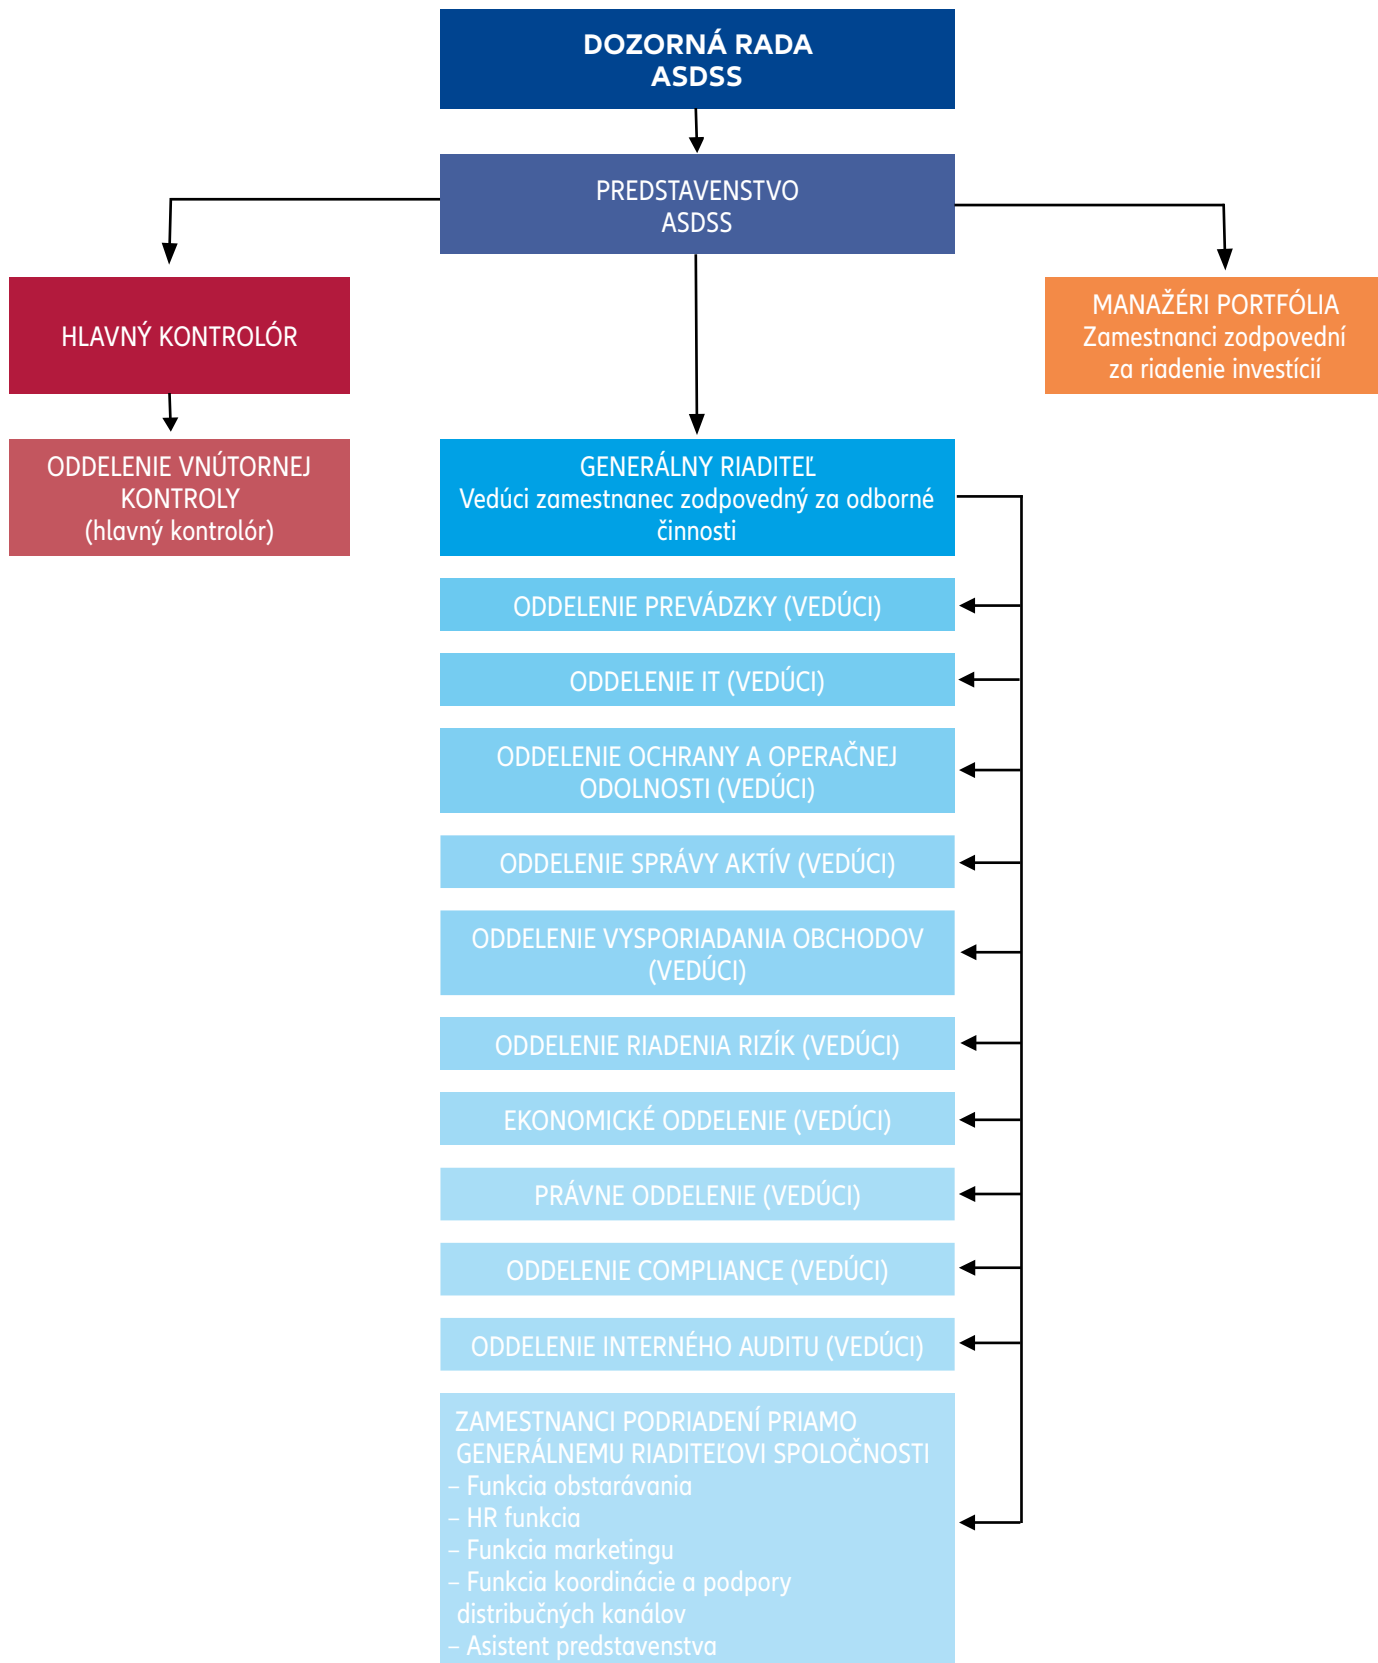 DOZORNÁ RADA
ASDSS
PREDSTAVENSTVO
ASDSS
HLAVNÝ KONTROLÓR
MANAŽÉRI PORTFÓLIA
Zamestnanci zodpovední
za riadenie investícií
ODDELENIE VNÚTORNEJ
KONTROLY
(hlavný kontrolór)
GENERÁLNY RIADITEĽ
Vedúci zamestnanec zodpovedný za odborné
činnosti
ODDELENIE PREVÁDZKY (VEDÚCI)
ODDELENIE IT (VEDÚCI)
ODDELENIE OCHRANY A OPERAČNEJ
ODOLNOSTI (VEDÚCI)
ODDELENIE SPRÁVY AKTÍV (VEDÚCI)
ODDELENIE VYSPORIADANIA OBCHODOV
(VEDÚCI)
ODDELENIE RIADENIA RIZÍK (VEDÚCI)
EKONOMICKÉ ODDELENIE (VEDÚCI)
PRÁVNE ODDELENIE (VEDÚCI)
ODDELENIE COMPLIANCE (VEDÚCI)
ODDELENIE INTERNÉHO AUDITU (VEDÚCI)
ZAMESTNANCI PODRIADENÍ PRIAMO
GENERÁLNEMU RIADITEĽOVI SPOLOČNOSTI
– Funkcia obstarávania
– HR funkcia
– Funkcia marketingu
– Funkcia koordinácie a podpory
distribučných kanálov
– Asistent predstavenstva